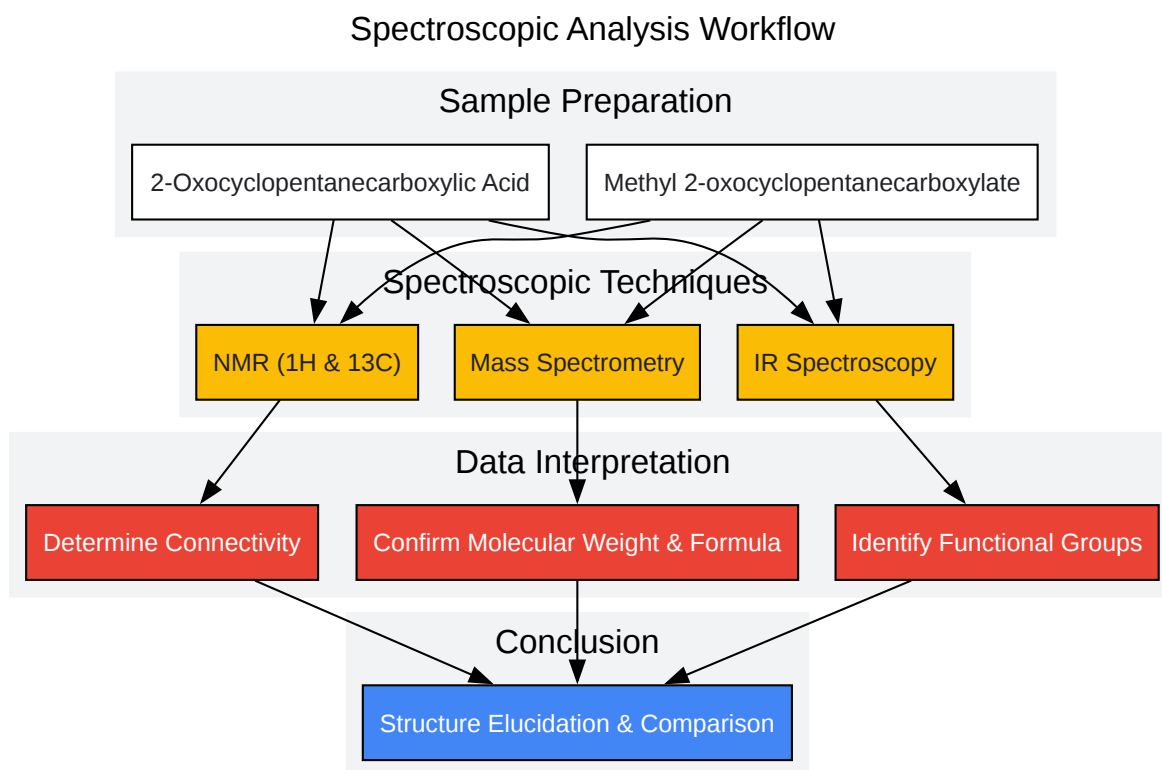 Spectroscopic Analysis Workflow
Sample Preparation
2-Oxocyclopentanecarboxylic Acid
Methyl 2-oxocyclopentanecarboxylate
Spectroscopic Techniques
NMR (1H & 13C)
Mass Spectrometry
IR Spectroscopy
Data Interpretation
Determine Connectivity
Confirm Molecular Weight & Formula
Identify Functional Groups
Conclusion
Structure Elucidation & Comparison